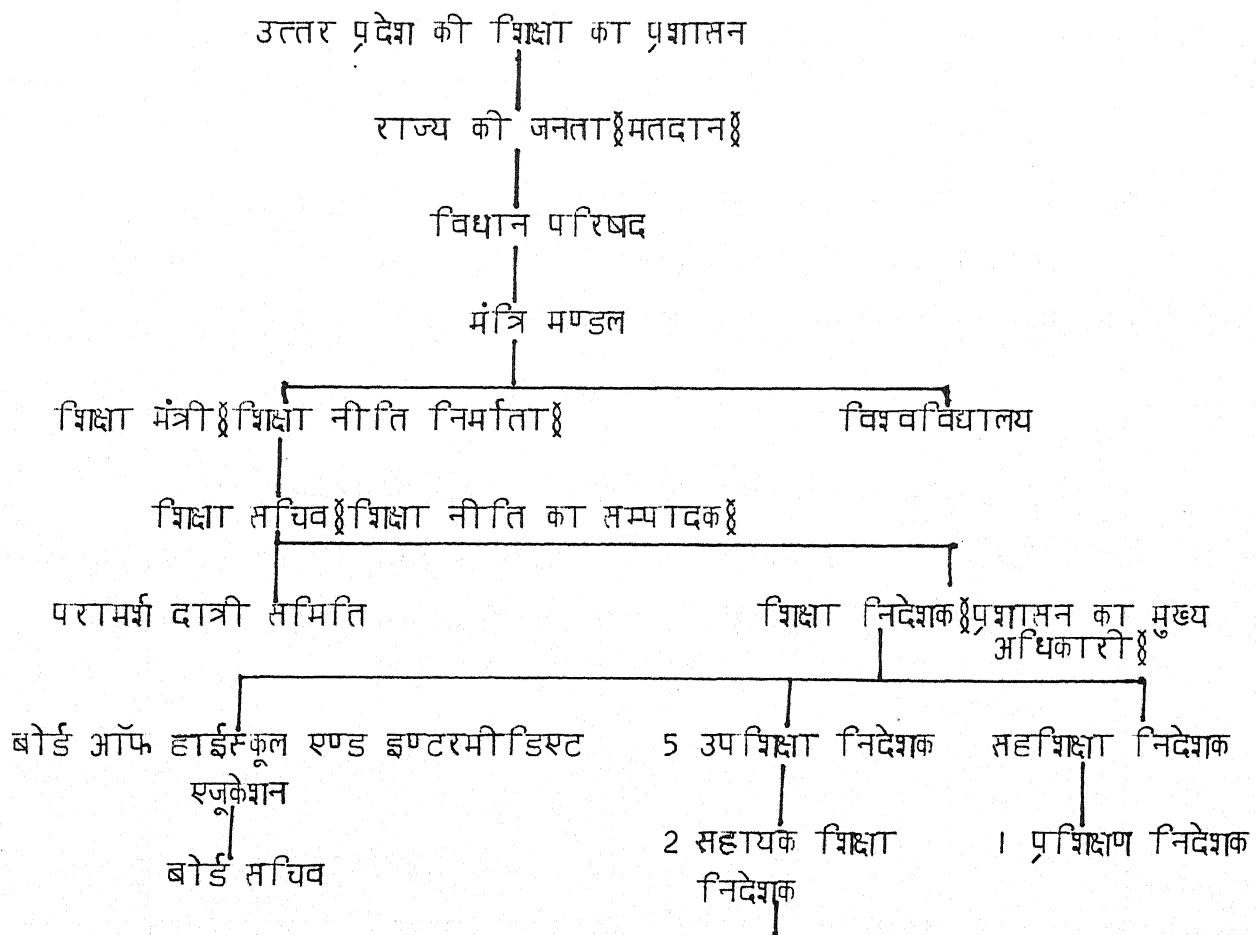 उत्तर प्रदेश की शिक्षा का प्रशासन
राज्य की जनता§मतदान§
विधान परिषद
मंत्रि मण्डल
शिक्षा मंत्री§शिक्षा नीति निर्माता§
विश्वविद्यालय
शिक्षा सचिव§शिक्षा नीति का सम्पादक§
परामर्श दात्री समिति
शिक्षा निदेशक§प्रशासन का मुख्य
अधिकारी§
बोर्ड ऑफ हाईस्कूल एण्ड इण्टरमीडिएट
एजूकेशन
बोर्ड सचिव
5 उपशिक्षा निदेशक
2 सहायक शिक्षा
निदेशक
सहशिक्षा निदेशक
1 प्रशिक्षण निदेशक